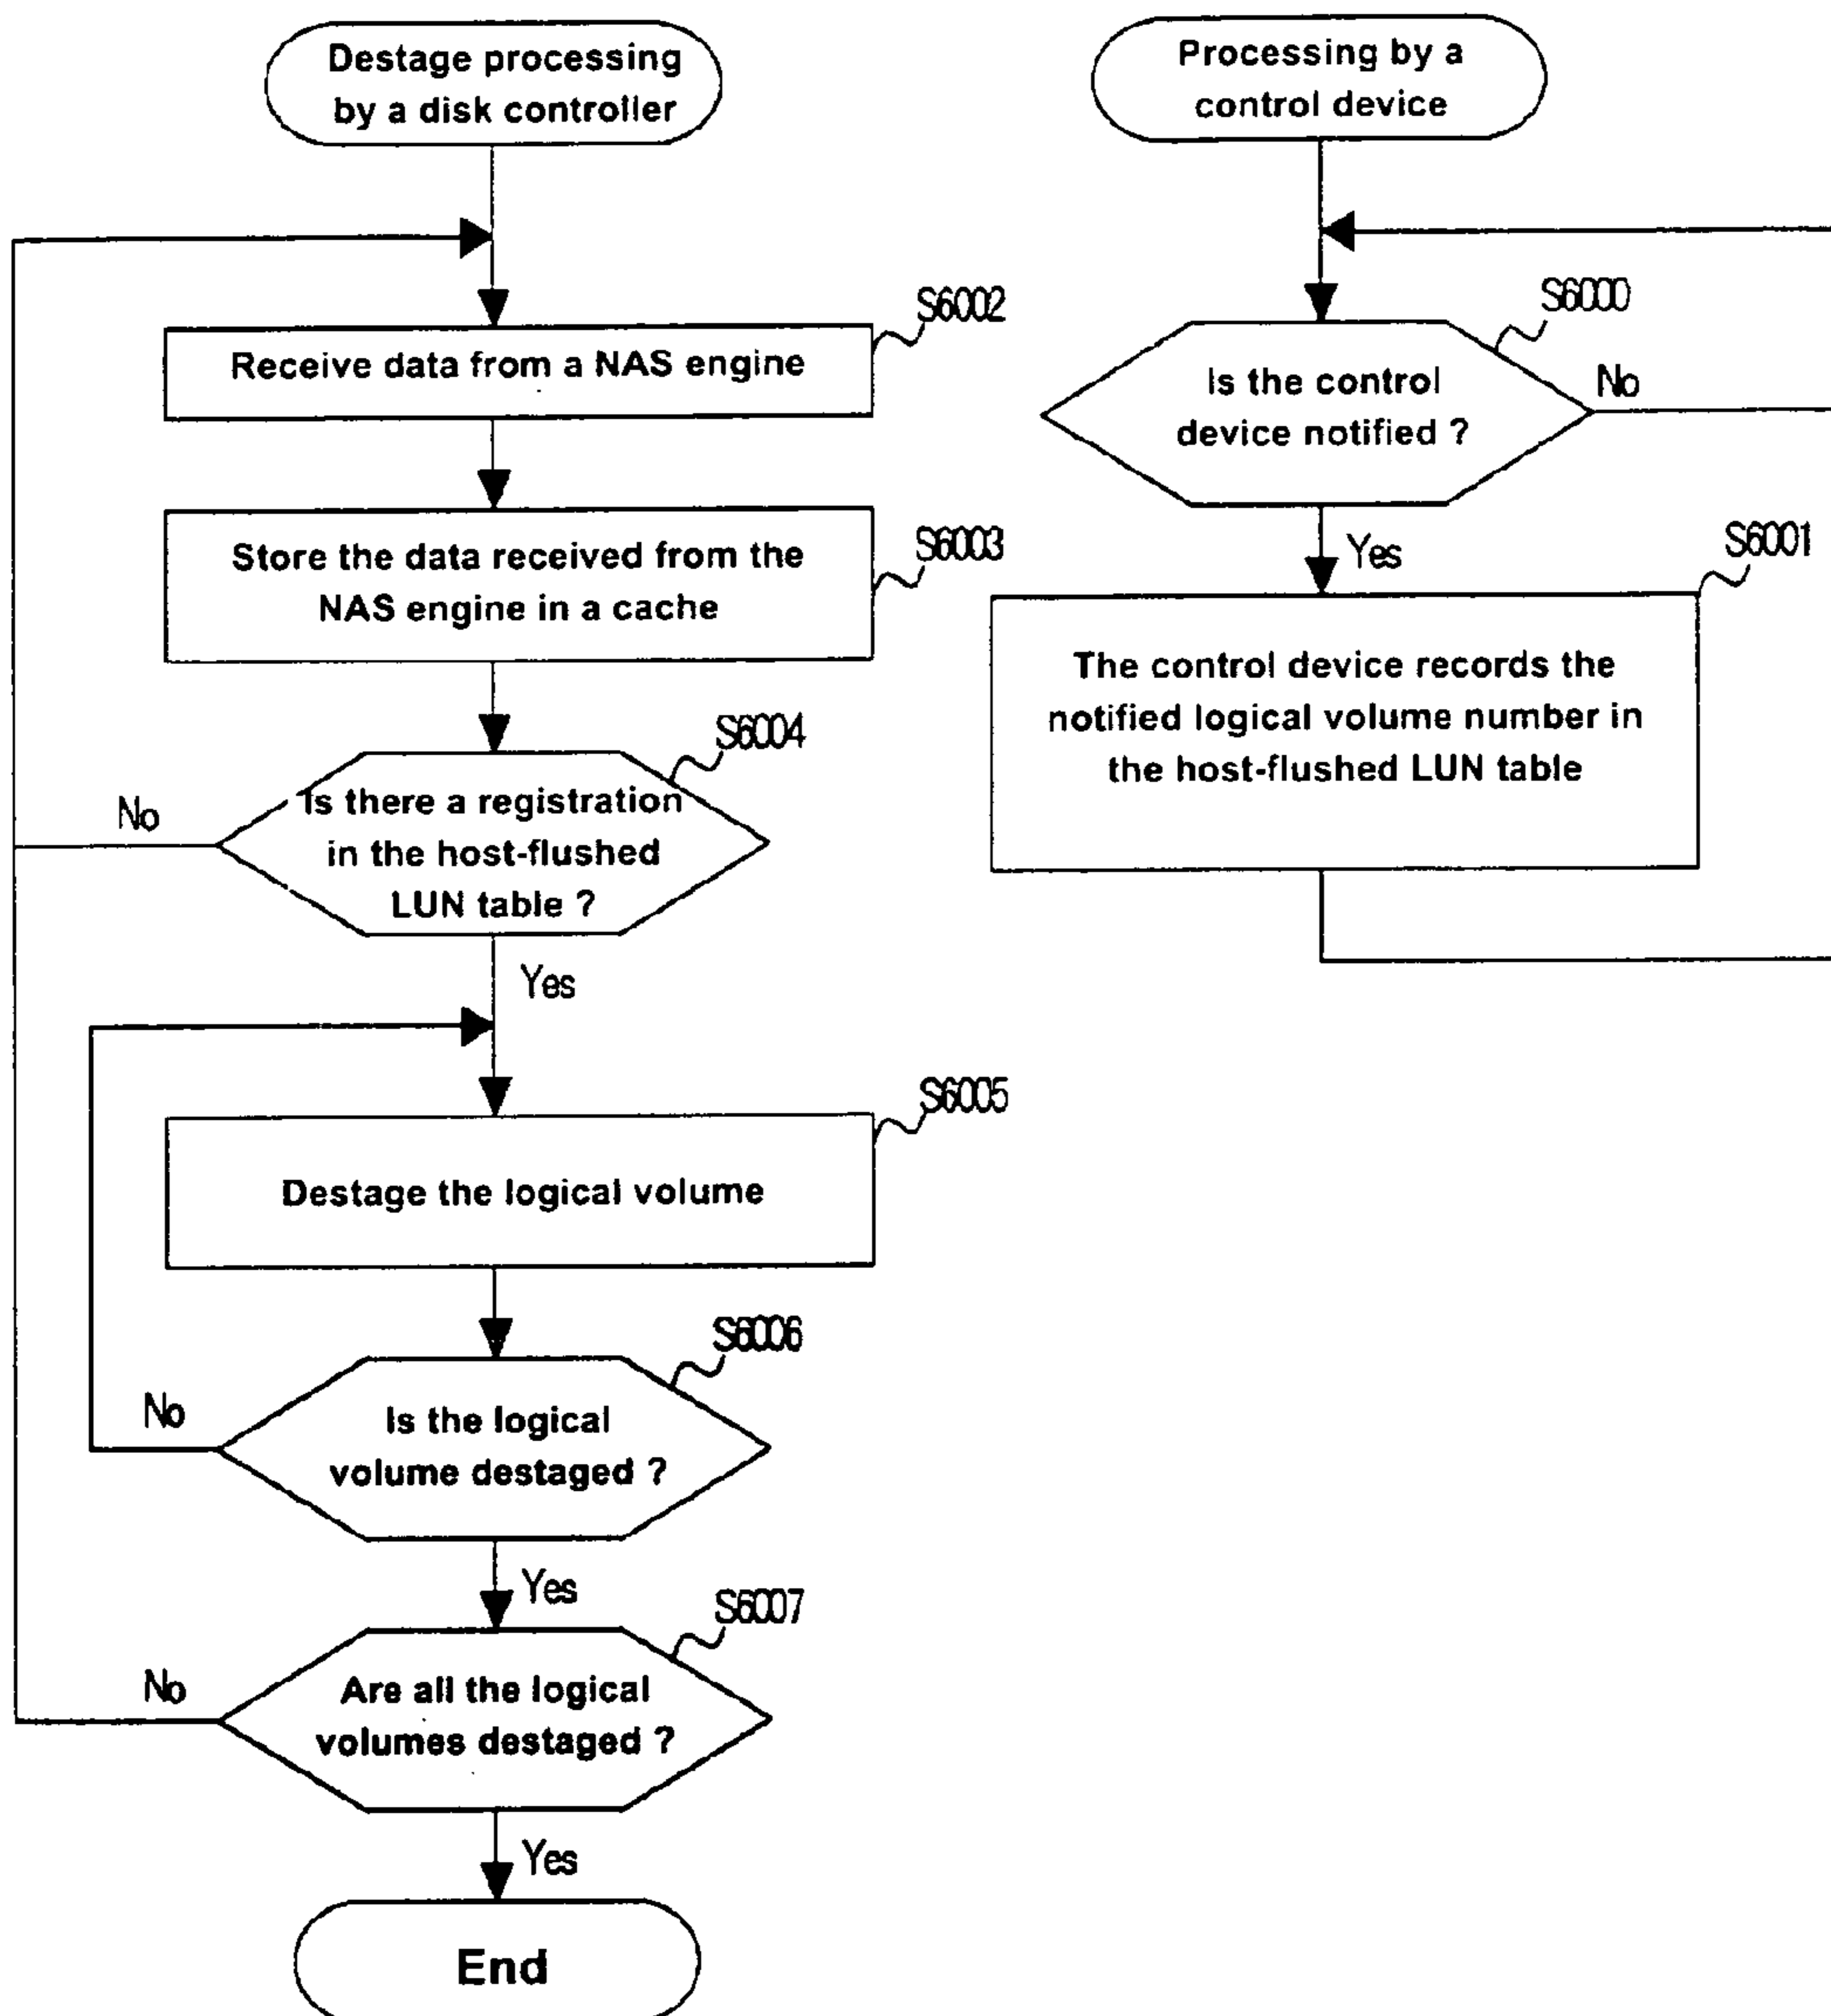 Destage processing
by a disk controller
S6002
Receive data from a NAS engine
S6003
Store the data received from the
NAS engine in a cache
S6004
Is there a registration
in the host-flushed
LUN table ?
No
Yes
S6005
Destage the logical volume
S6006
Is the logical
volume destaged ?
No
Yes
S6007
Are all the logical
volumes destaged ?
No
Yes
End
Processing by a
control device
S6000
Is the control
device notified ?
No
Yes
S6001
The control device records the
notified logical volume number in
the host-flushed LUN table